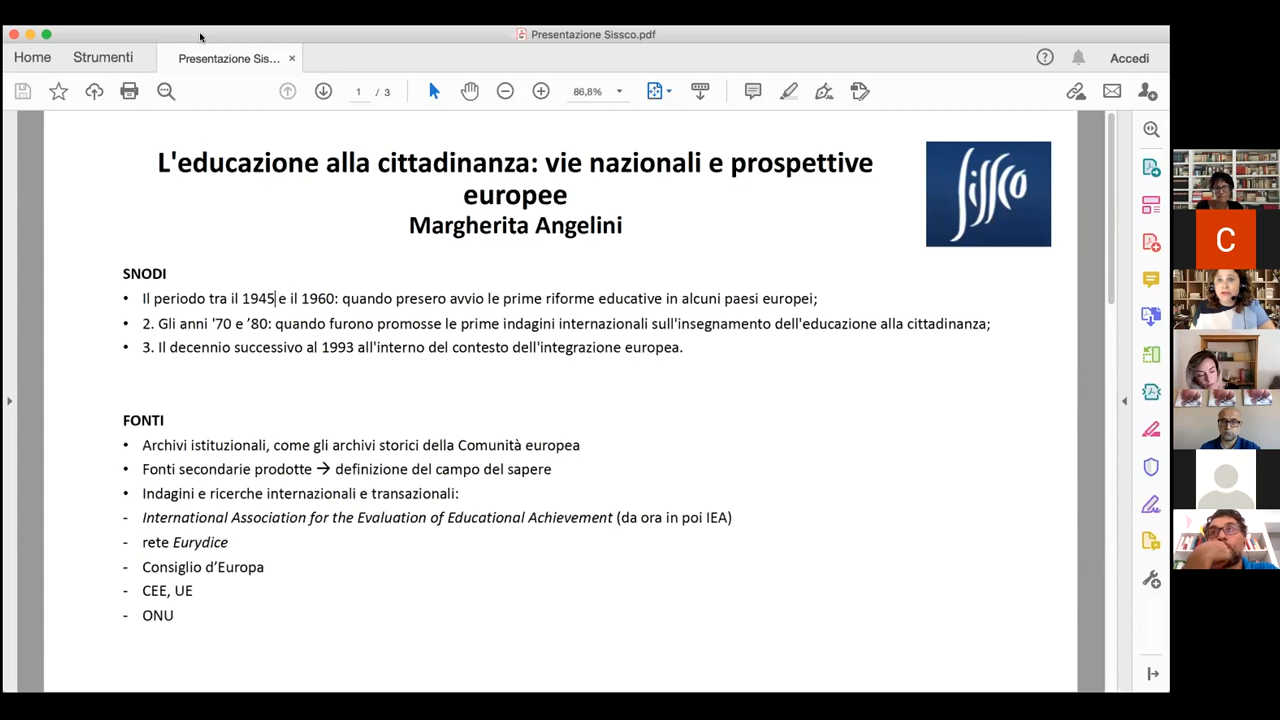 Presentazione Sissco.pdf
Home Strumenti Presentazione Sis... × Accedi
1 / 3 86,8%
L'educazione alla cittadinanza: vie nazionali e prospettive
europee
Margherita Angelini
sissco
SNODI
• Il periodo tra il 1945 e il 1960: quando presero avvio le prime riforme educative in alcuni paesi europei;
• 2. Gli anni '70 e ’80: quando furono promosse le prime indagini internazionali sull'insegnamento dell'educazione alla cittadinanza;
• 3. Il decennio successivo al 1993 all'interno del contesto dell'integrazione europea.
FONTI
• Archivi istituzionali, come gli archivi storici della Comunità europea
• Fonti secondarie prodotte → definizione del campo del sapere
• Indagini e ricerche internazionali e transazionali:
- International Association for the Evaluation of Educational Achievement (da ora in poi IEA)
- rete Eurydice
- Consiglio d’Europa
- CEE, UE
- ONU
C